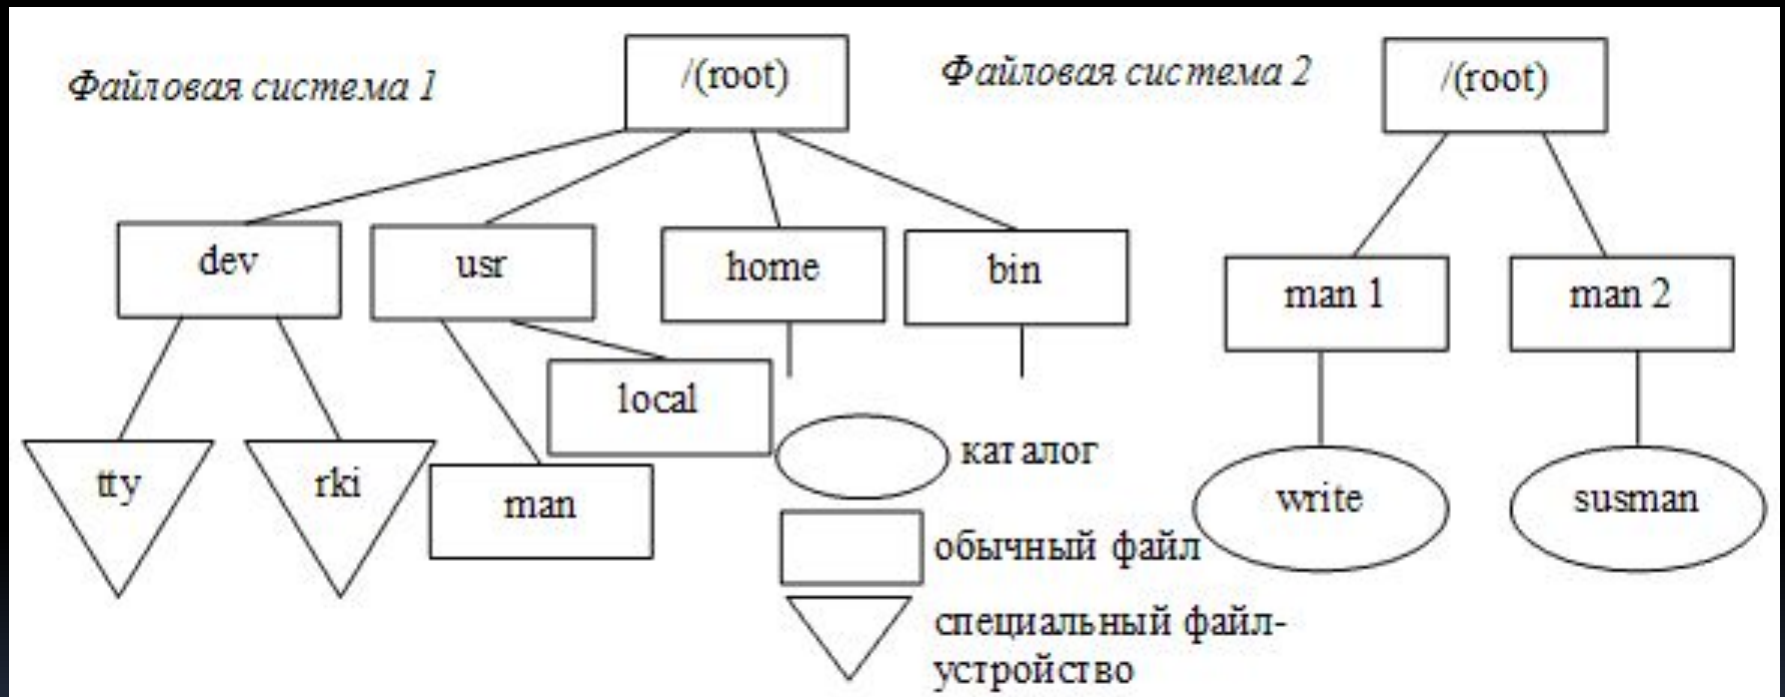 Файловая система 1
/(root)
Файловая система 2
/(root)
dev
usr
home
bin
man 1
man 2
local
каталог
tty
rki
man
write
susman
обычный файл
специальный файл-
устройство